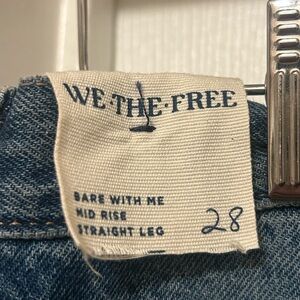 WE·THE·FREE
BARE WITH ME
MID RISE
STRAIGHT LEG 28